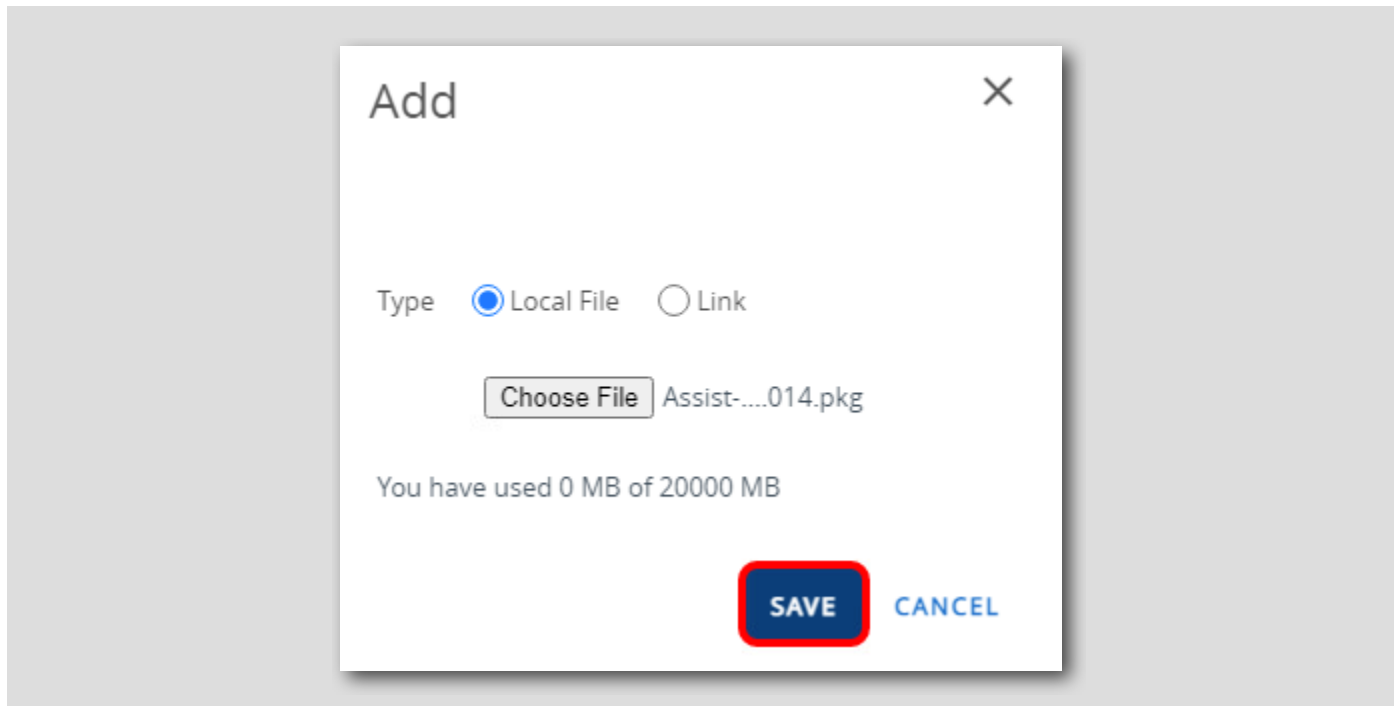 Add
Type Local File Link
Choose File Assist-....014.pkg
You have used 0 MB of 20000 MB
SAVE CANCEL